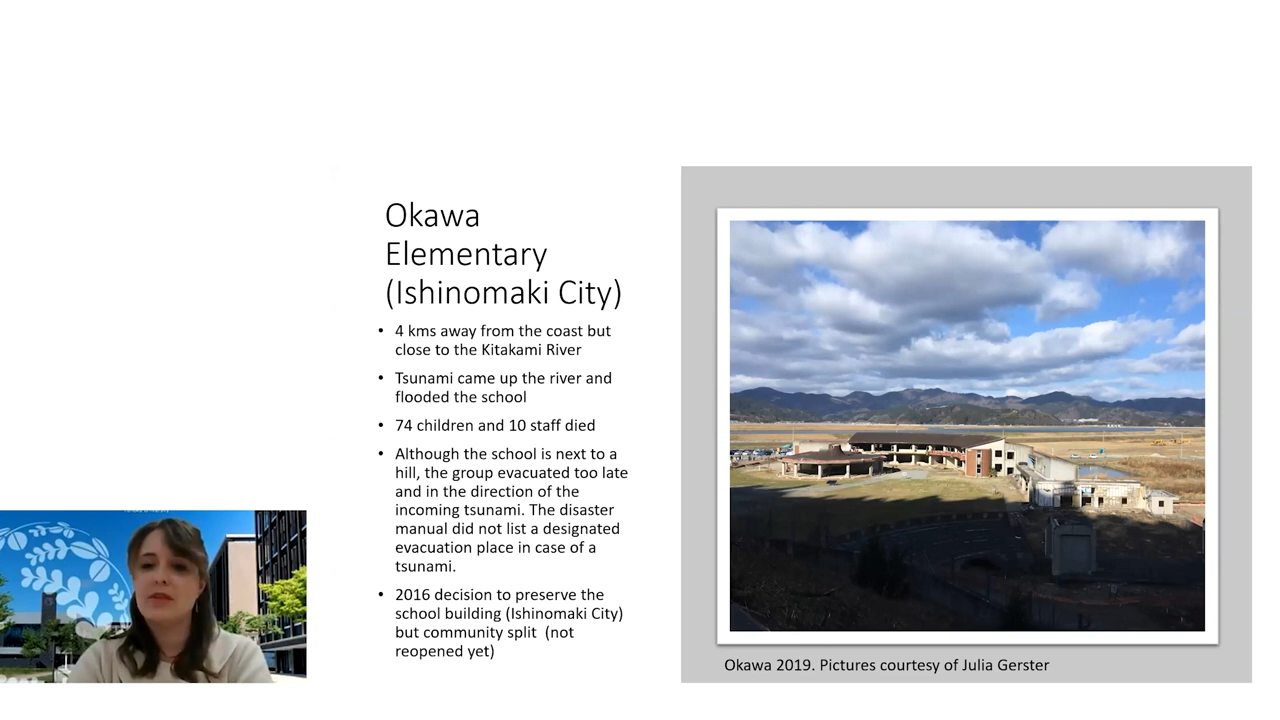 Okawa
Elementary
(Ishinomaki City)
• 4 kms away from the coast but
close to the Kitakami River
• Tsunami came up the river and
flooded the school
• 74 children and 10 staff died
• Although the school is next to a
hill, the group evacuated too late
and in the direction of the
incoming tsunami. The disaster
manual did not list a designated
evacuation place in case of a
tsunami.
• 2016 decision to preserve the
school building (Ishinomaki City)
but community split (not
reopened yet)
Okawa 2019. Pictures courtesy of Julia Gerster